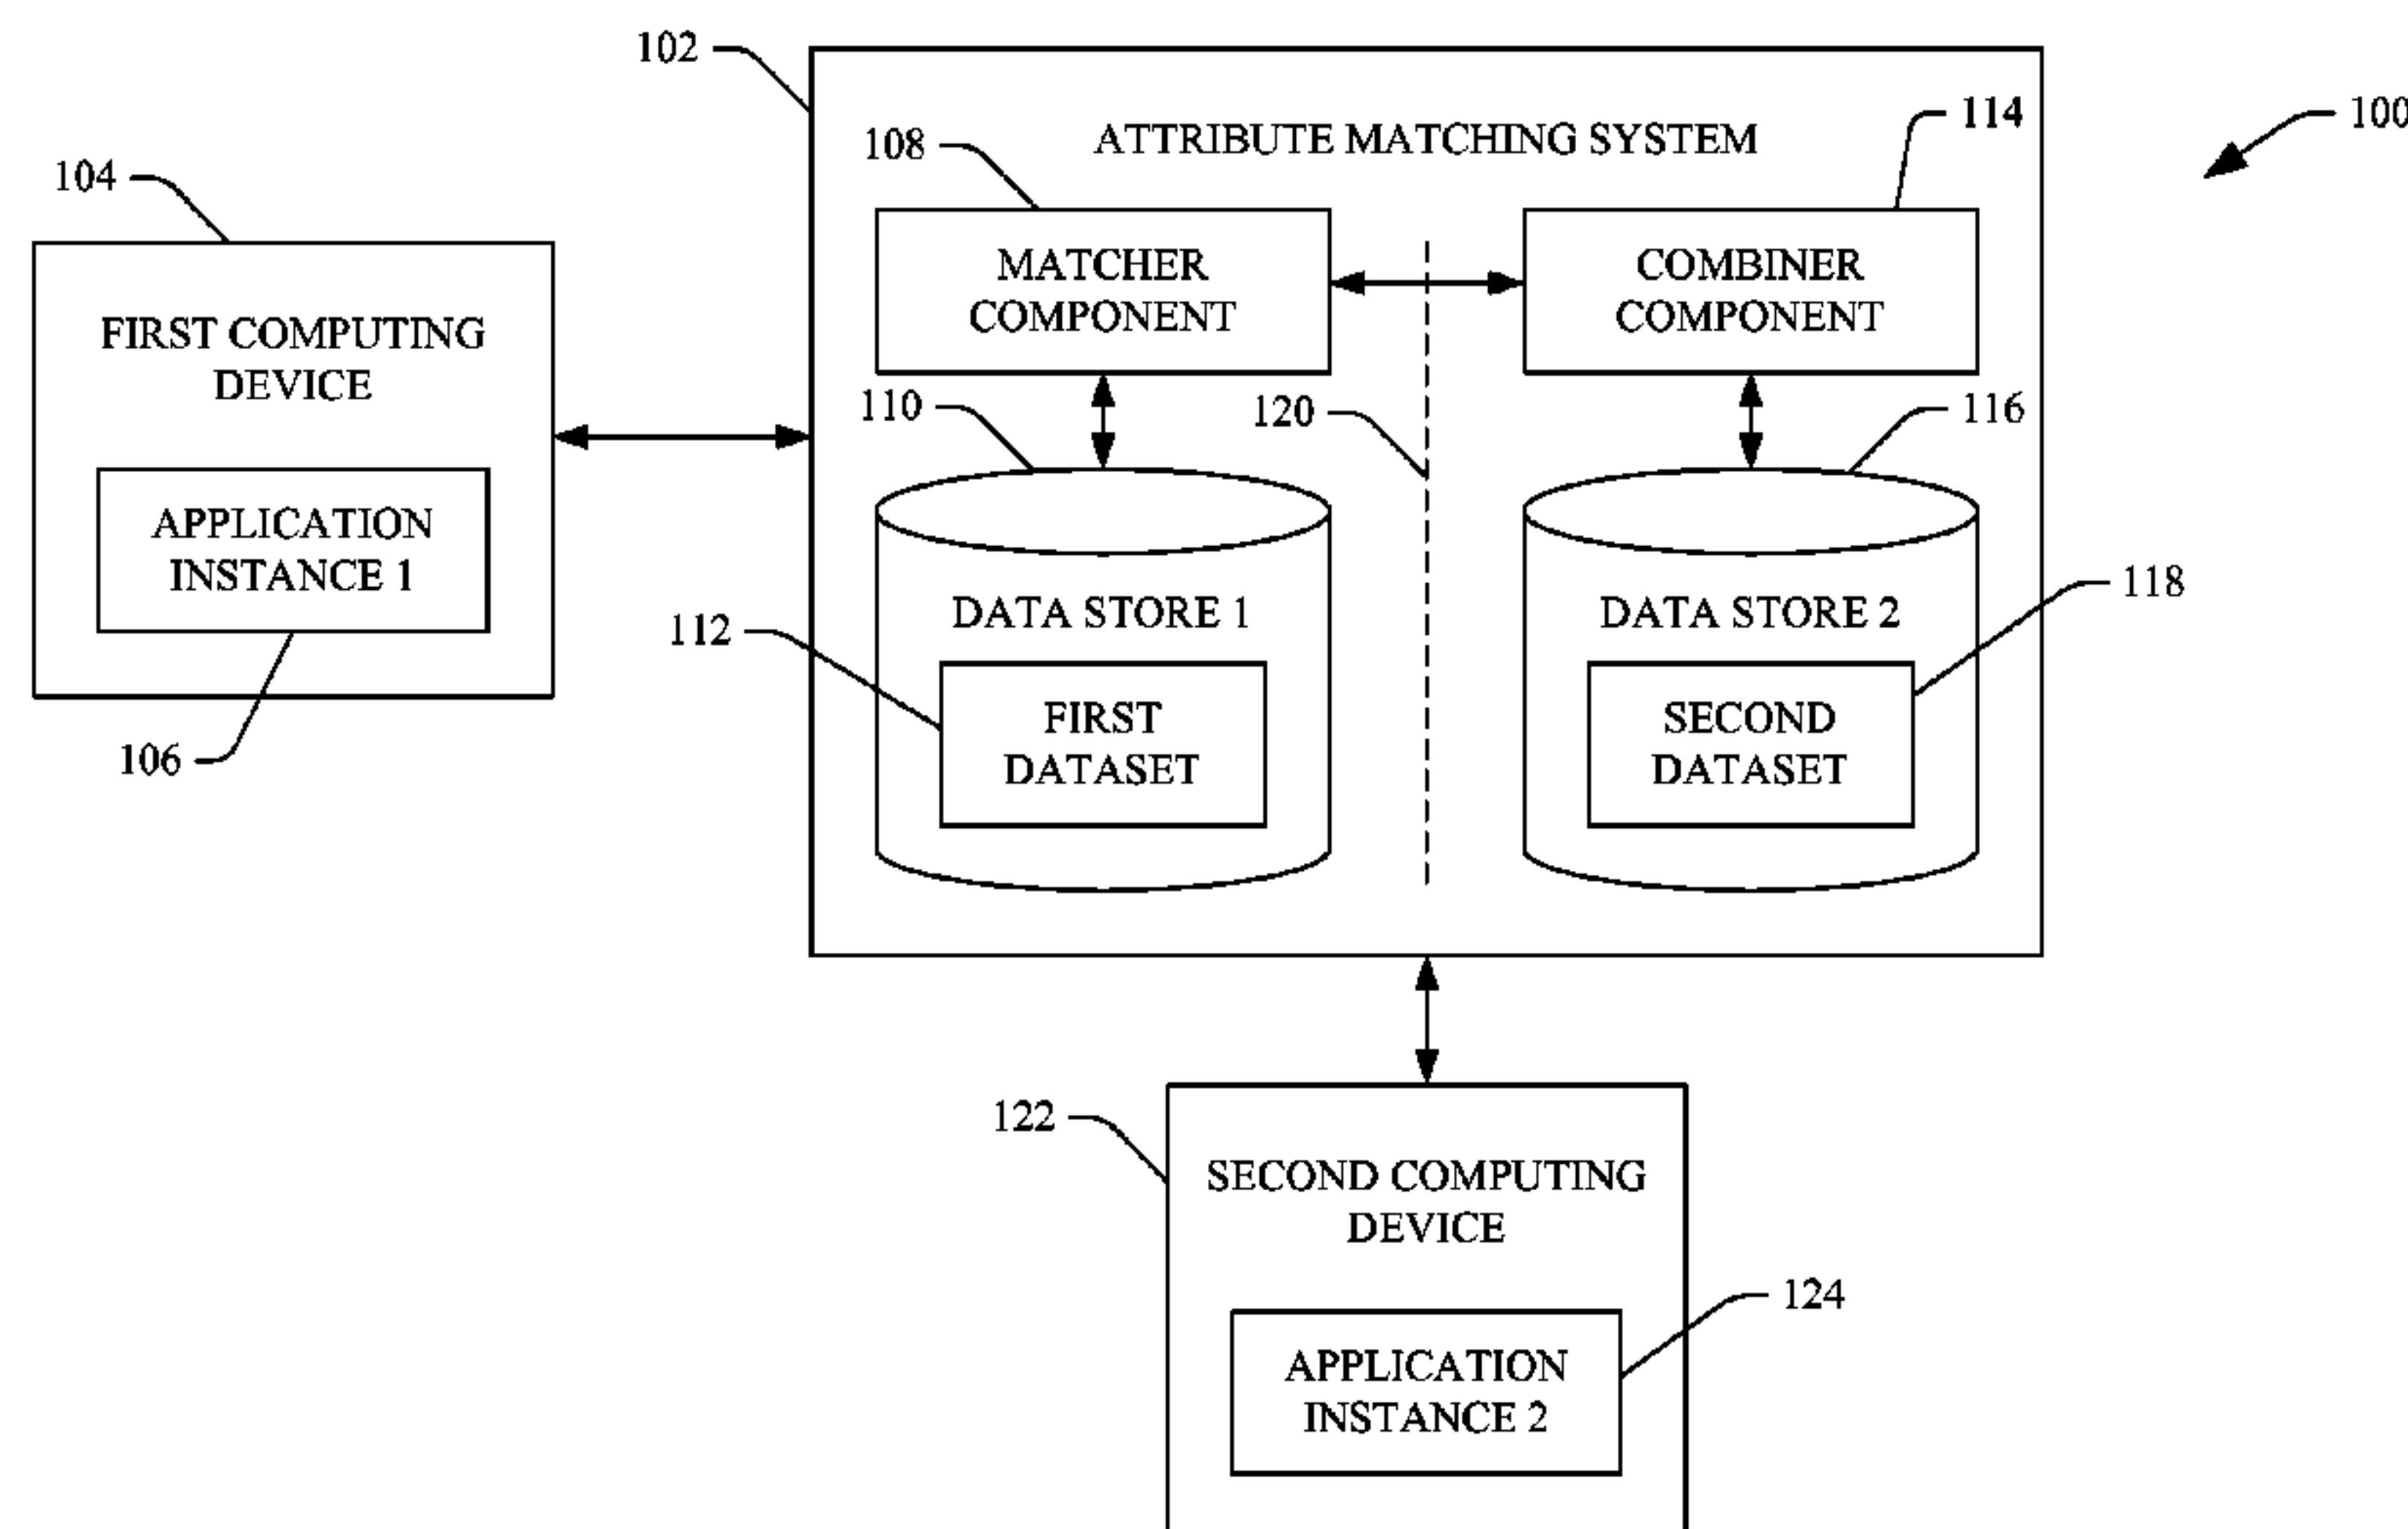 102
100
ATTRIBUTE MATCHING SYSTEM
108
114
104
MATCHER
COMPONENT
COMBINER
COMPONENT
FIRST COMPUTING
DEVICE
110
120
116
APPLICATION
INSTANCE 1
106
DATA STORE 1
DATA STORE 2
112
118
FIRST
DATASET
SECOND
DATASET
122
SECOND COMPUTING
DEVICE
124
APPLICATION
INSTANCE 2